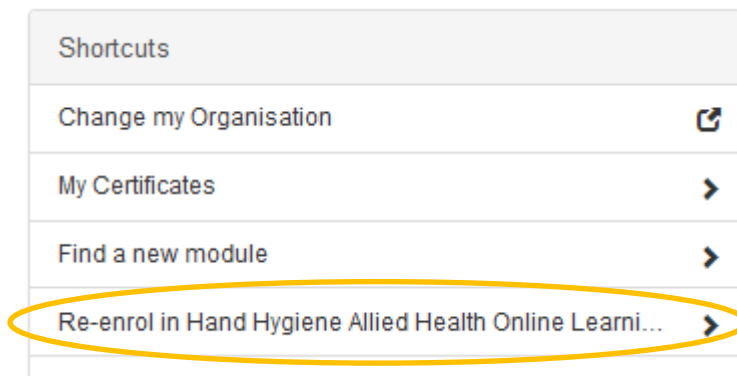 Shortcuts
Change my Organisation
My Certificates
Find a new module
Re-enrol in Hand Hygiene Allied Health Online Learni...